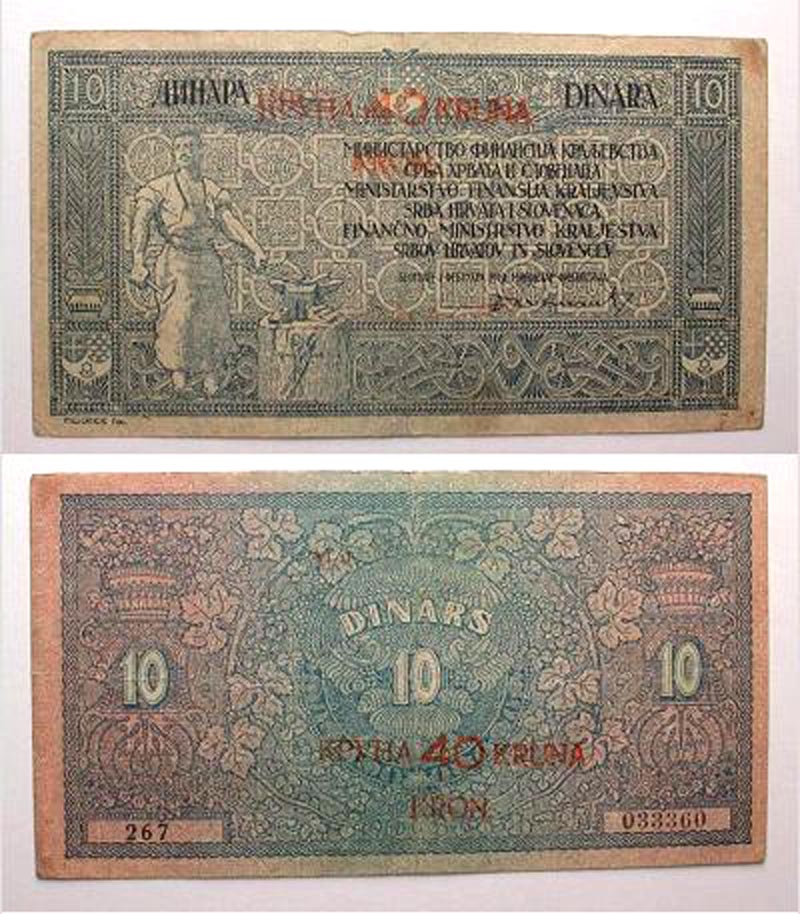 10 ДИНАРА КРУНА 40 KRUNA DINARA 10
МИНИСТАРСТВО ФИНАНСИЈА КРАЉЕВСТВА
СРБА ХРВАТА И СЛОВЕНАЦА
MINISTARSTVO FINANSIJA KRALJEVSTVA
SRBA HRVATA I SLOVENACA
FINANČNO MINISTRSTVO KRALJESTVA
SRBOV HRVATOV IN SLOVENCEV
DINARS
10 10 10
КРУНА 40 KRUNA
KRON
267 033360